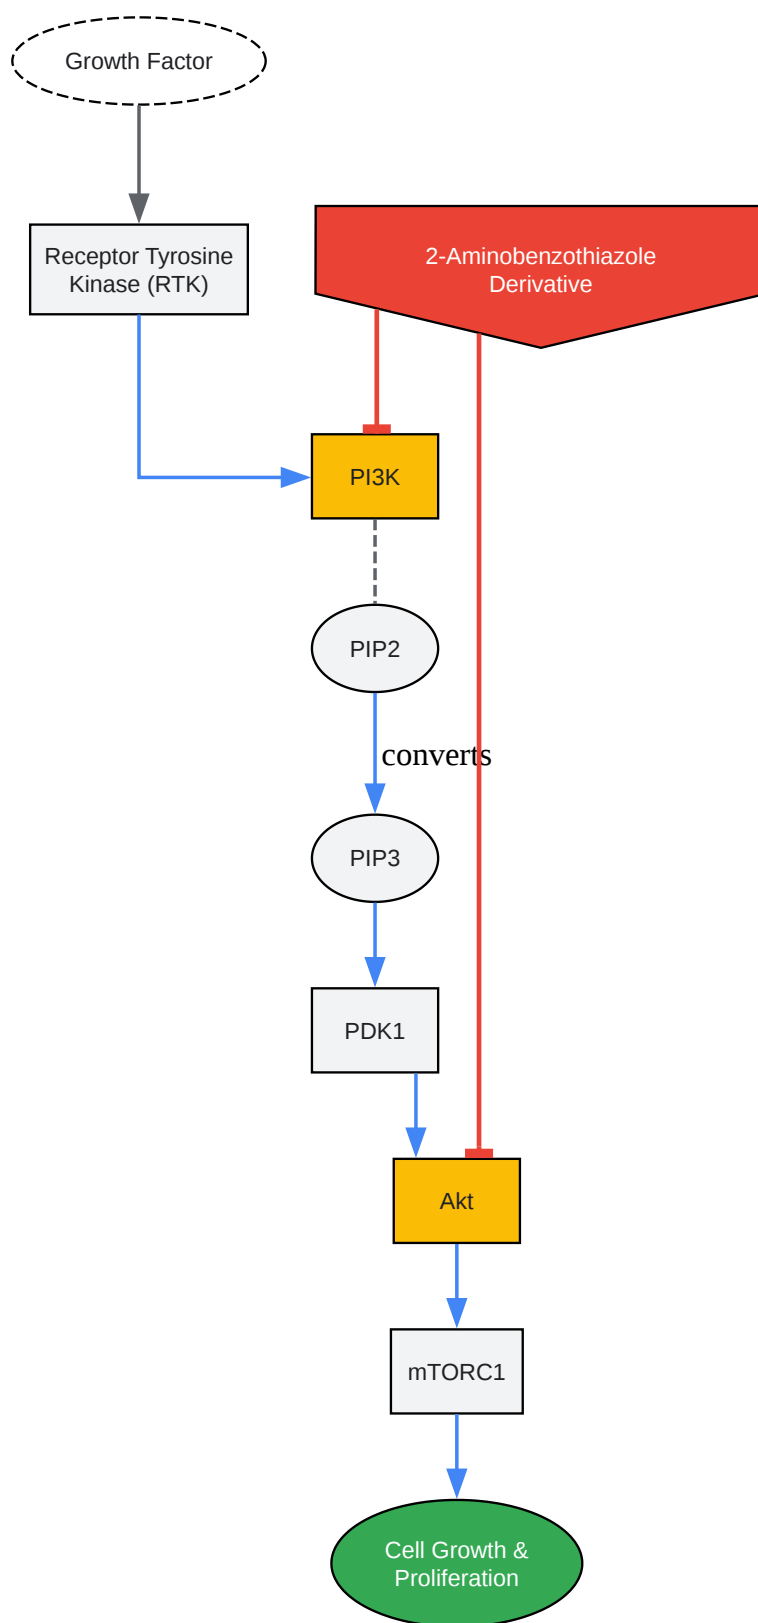 Growth Factor
Receptor Tyrosine
Kinase (RTK)
2-Aminobenzothiazole
Derivative
PI3K
PIP2
converts
PIP3
PDK1
Akt
mTORC1
Cell Growth &
Proliferation